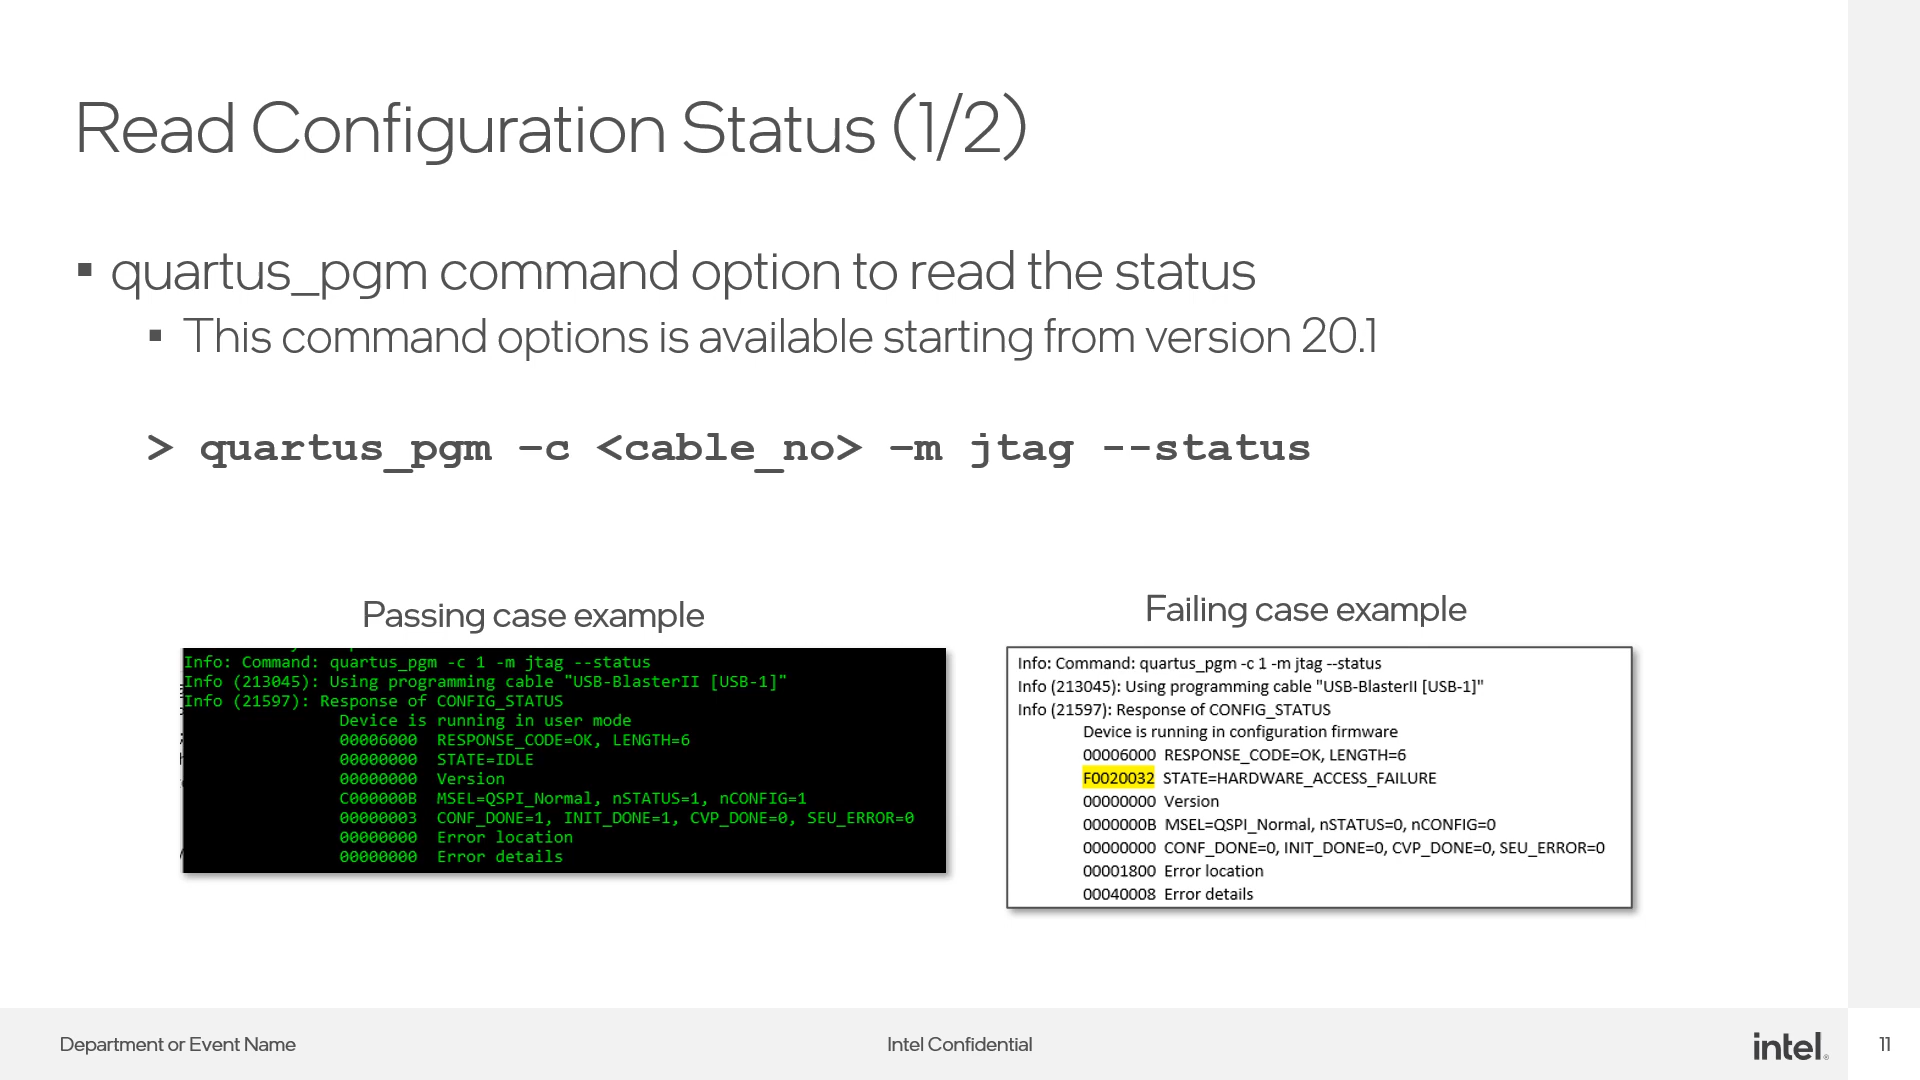 Read Configuration Status (1/2)
▪ quartus_pgm command option to read the status
▪ This command options is available starting from version 20.1
> quartus_pgm –c <cable_no> –m jtag --status
Passing case example
Info: Command: quartus_pgm -c 1 -m jtag --status
Info (213045): Using programming cable "USB-BlasterII [USB-1]"
Info (21597): Response of CONFIG_STATUS
Device is running in user mode
00006000 RESPONSE_CODE=OK, LENGTH=6
00000000 STATE=IDLE
00000000 Version
C000000B MSEL=QSPI_Normal, nSTATUS=1, nCONFIG=1
00000003 CONF_DONE=1, INIT_DONE=1, CVP_DONE=0, SEU_ERROR=0
00000000 Error location
00000000 Error details
Failing case example
Info: Command: quartus_pgm -c 1 -m jtag --status
Info (213045): Using programming cable "USB-BlasterII [USB-1]"
Info (21597): Response of CONFIG_STATUS
Device is running in configuration firmware
00006000 RESPONSE_CODE=OK, LENGTH=6
F0020032 STATE=HARDWARE_ACCESS_FAILURE
00000000 Version
0000000B MSEL=QSPI_Normal, nSTATUS=0, nCONFIG=0
00000000 CONF_DONE=0, INIT_DONE=0, CVP_DONE=0, SEU_ERROR=0
00001800 Error location
00040008 Error details
Department or Event Name
Intel Confidential
intel®
11